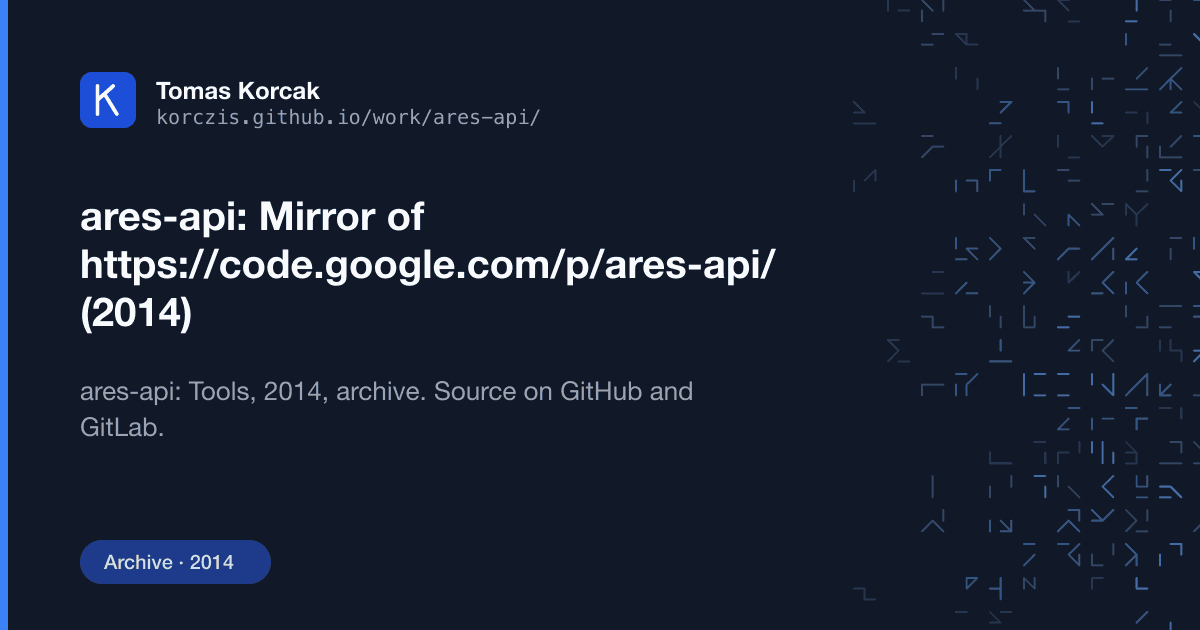 K
Tomas Korcak
korczis.github.io/work/ares-api/
ares-api: Mirror of
https://code.google.com/p/ares-api/
(2014)
ares-api: Tools, 2014, archive. Source on GitHub and
GitLab.
Archive · 2014